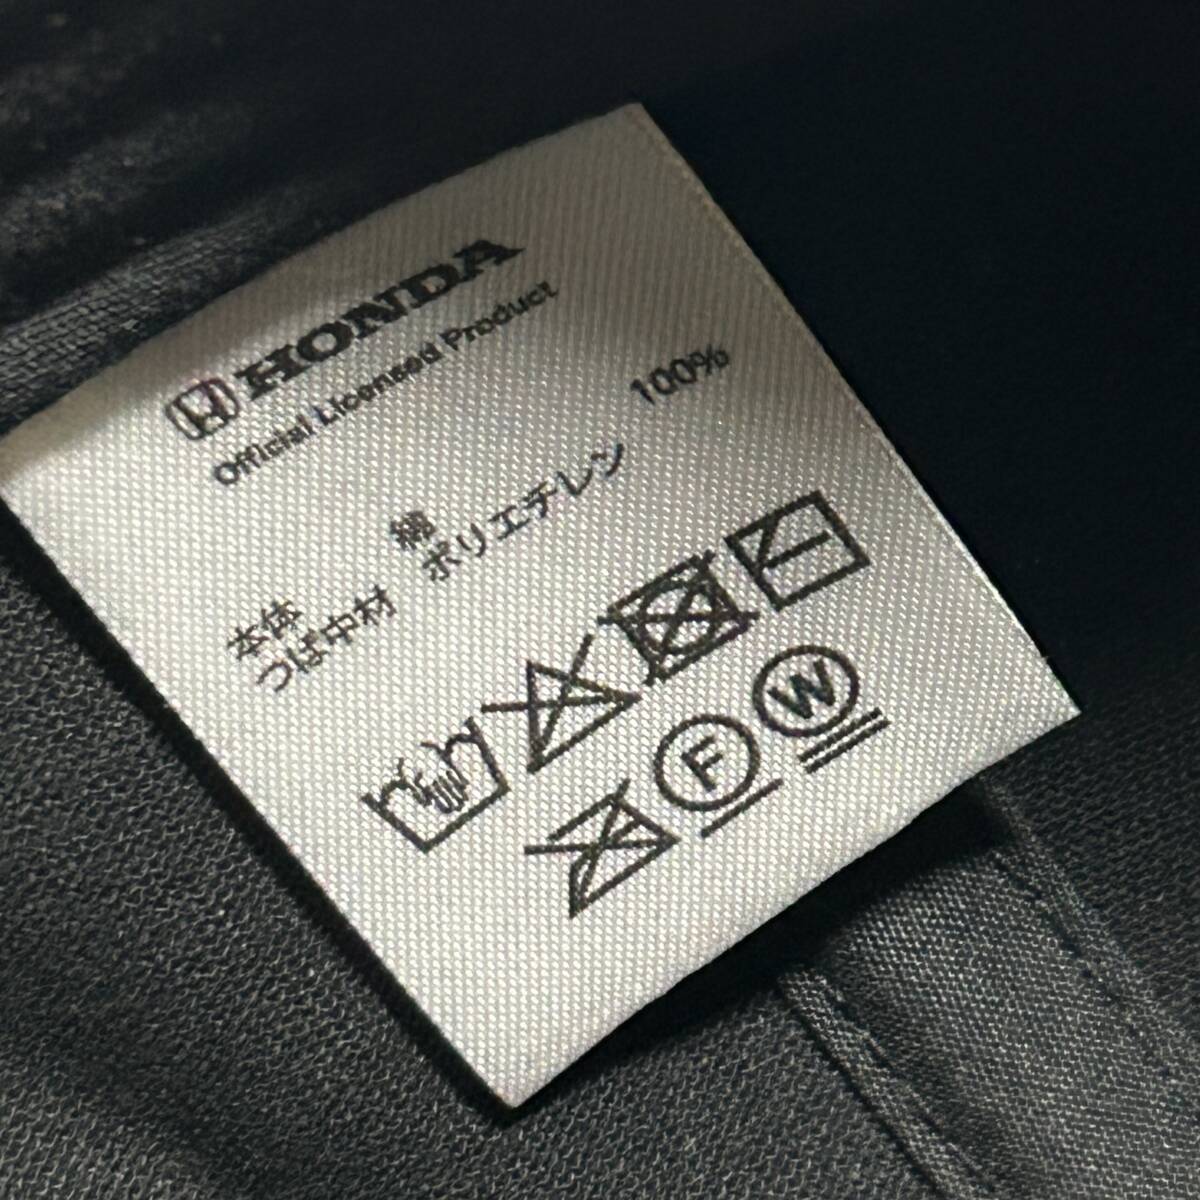 HONDA
Official Licensed Product
本体 綿 100%
つば中材 ポリエチレン
F W